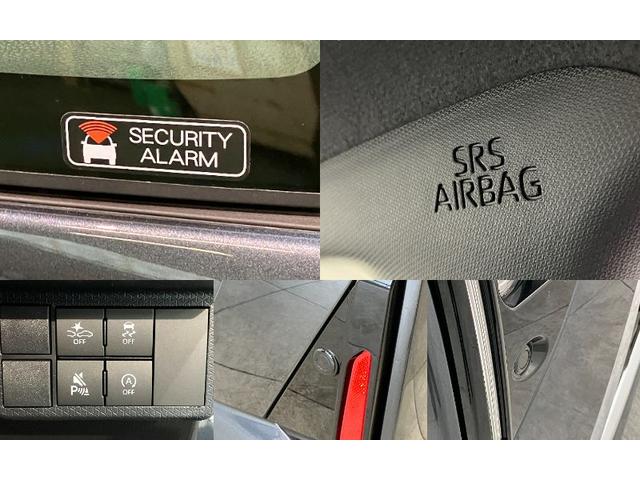 SECURITY
ALARM
SRS
AIRBAG
OFF
OFF
P
A
OFF